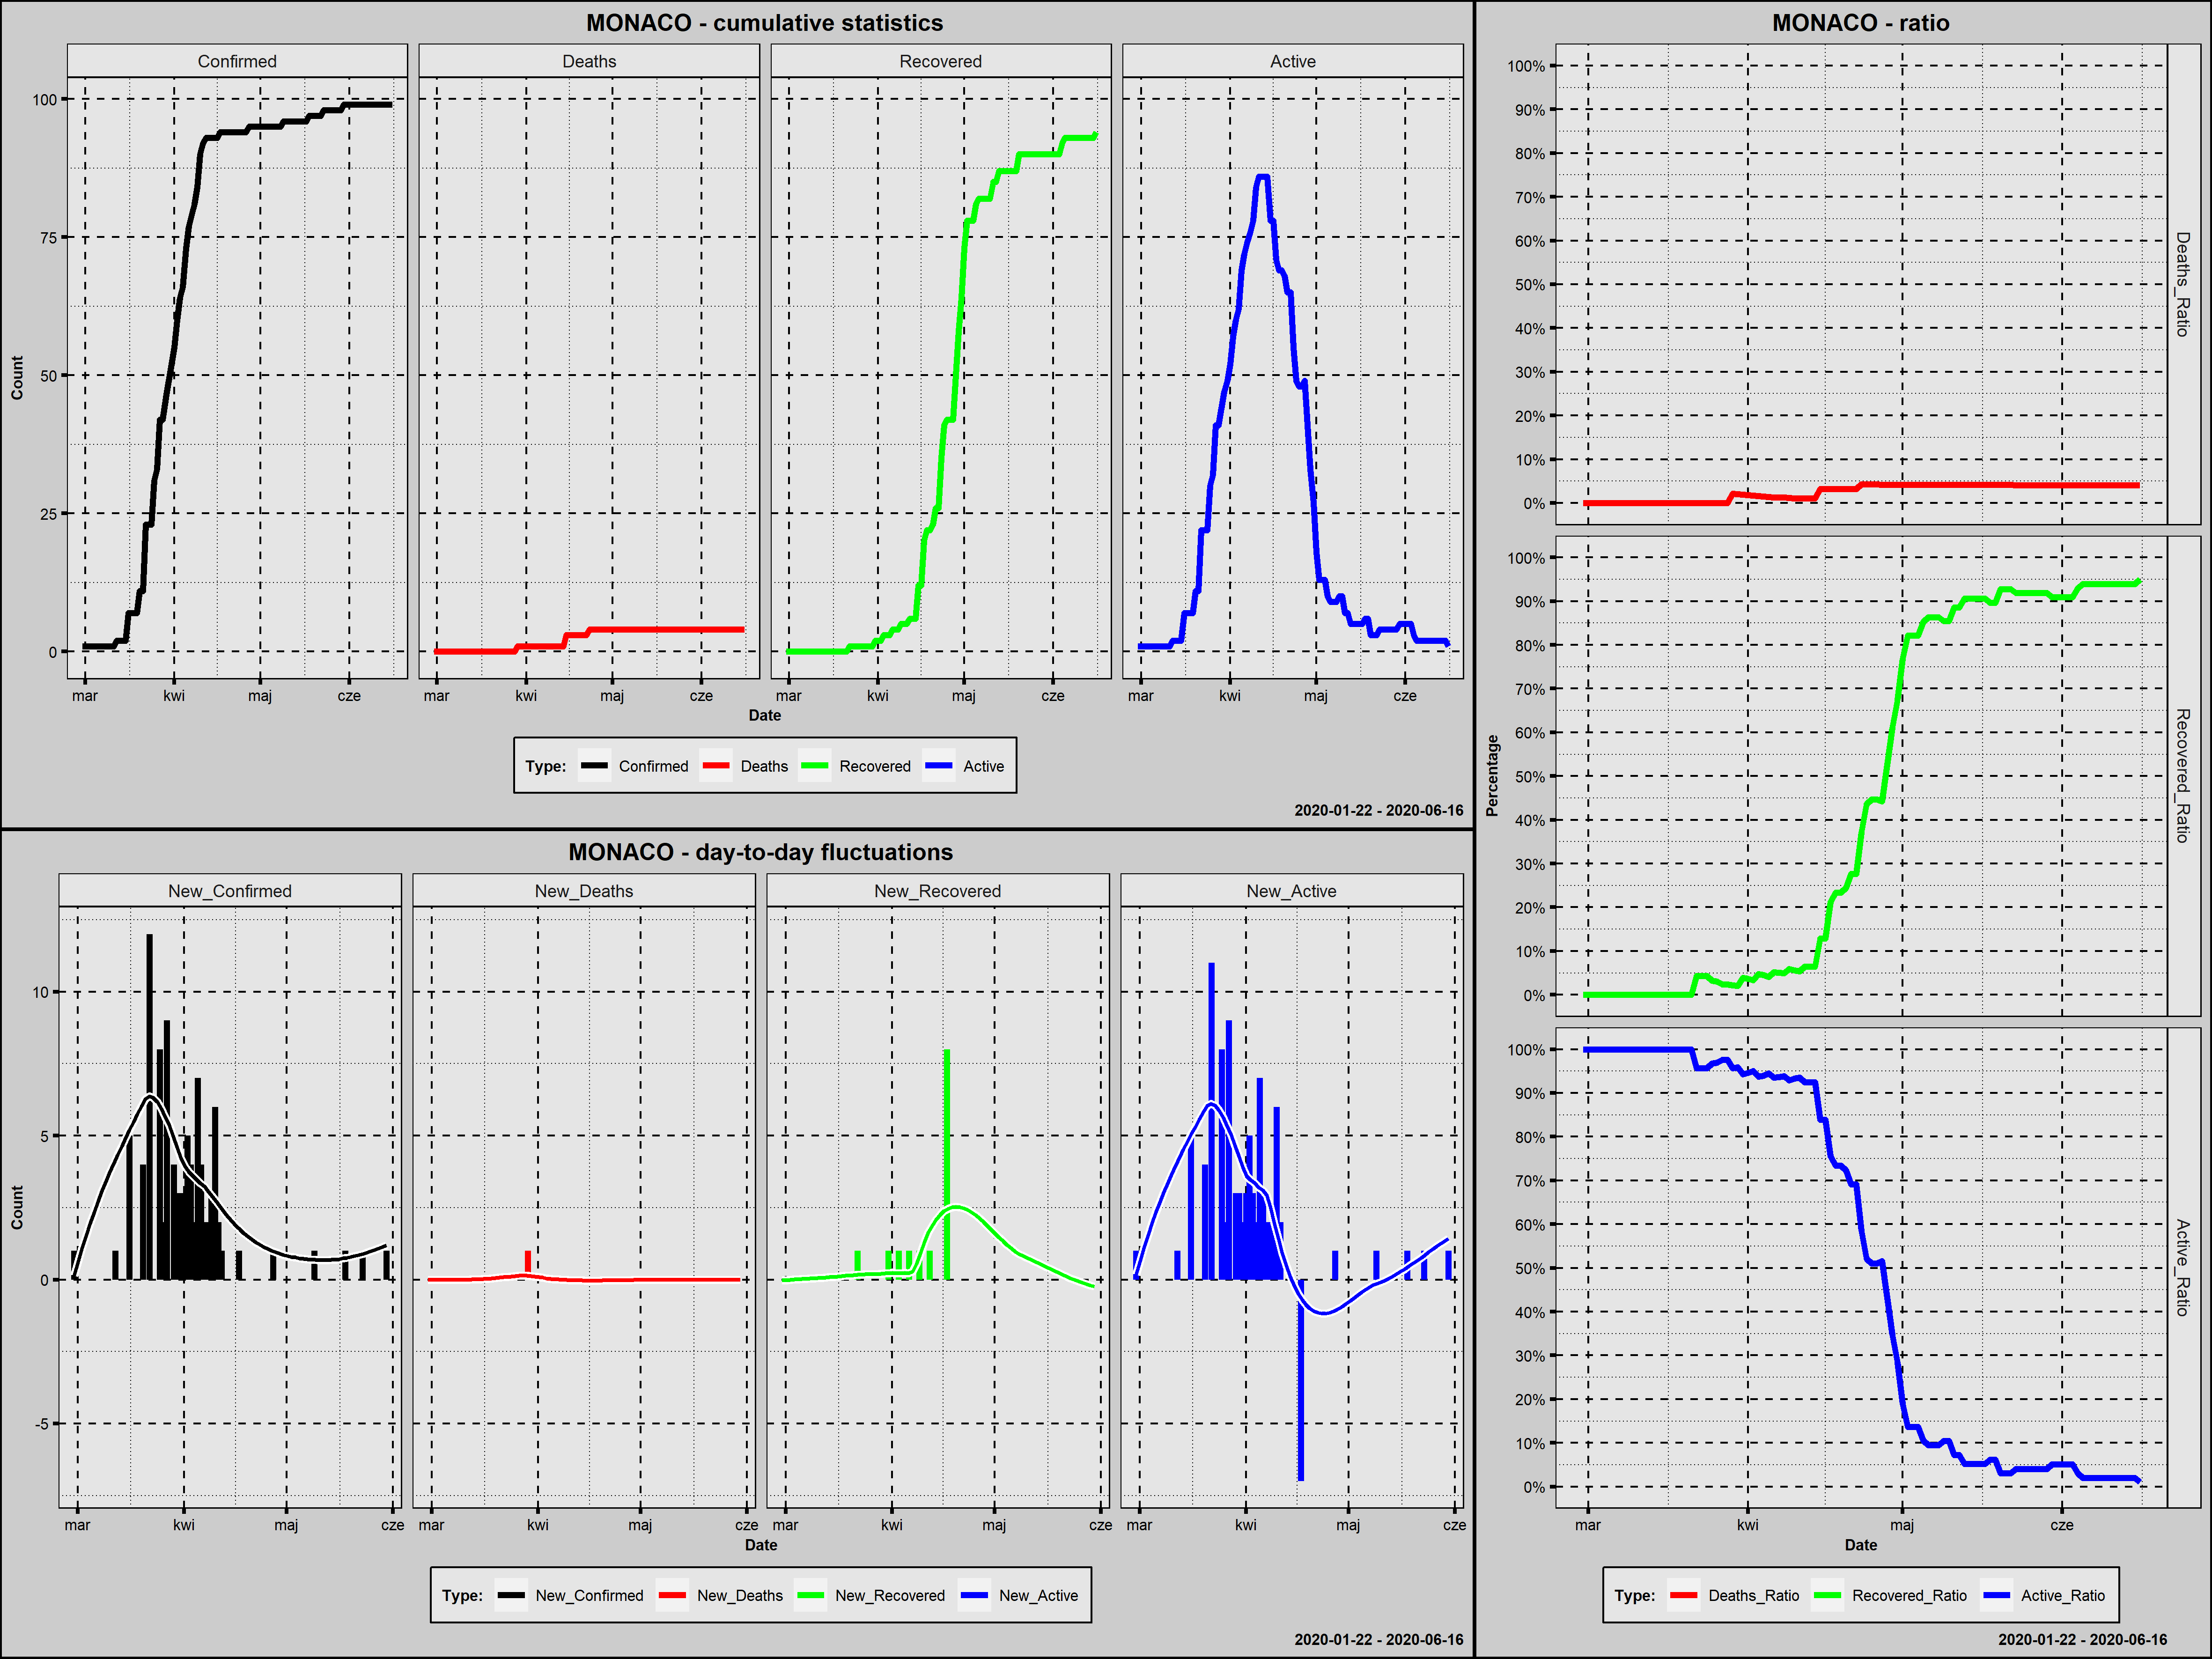 MONACO - cumulative statistics
Confirmed Deaths Recovered Active
100
75
50
25
0
Count
mar kwi maj cze mar kwi maj cze mar kwi maj cze mar kwi maj cze
Date
Type: Confirmed Deaths Recovered Active
2020-01-22 - 2020-06-16
MONACO - day-to-day fluctuations
New_Confirmed New_Deaths New_Recovered New_Active
10
5
0
-5
Count
mar kwi maj cze mar kwi maj cze mar kwi maj cze mar kwi maj cze
Date
Type: New_Confirmed New_Deaths New_Recovered New_Active
2020-01-22 - 2020-06-16
MONACO - ratio
100%
90%
80%
70%
60%
50%
40%
30%
20%
10%
0%
Deaths_Ratio
100%
90%
80%
70%
60%
50%
40%
30%
20%
10%
0%
Recovered_Ratio
100%
90%
80%
70%
60%
50%
40%
30%
20%
10%
0%
Active_Ratio
Percentage
mar kwi maj cze
Date
Type: Deaths_Ratio Recovered_Ratio Active_Ratio
2020-01-22 - 2020-06-16